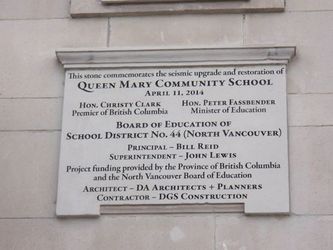 This stone commemorates the seismic upgrade and restoration of
Queen Mary Community School
April 11, 2014
Hon. Christy Clark Hon. Peter Fassbender
Premier of British Columbia Minister of Education
Board of Education of
School District No. 44 (North Vancouver)
Principal – Bill Reid
Superintendent – John Lewis
Project funding provided by the Province of British Columbia
and the North Vancouver Board of Education
Architect – DA Architects + Planners
Contractor – DGS Construction